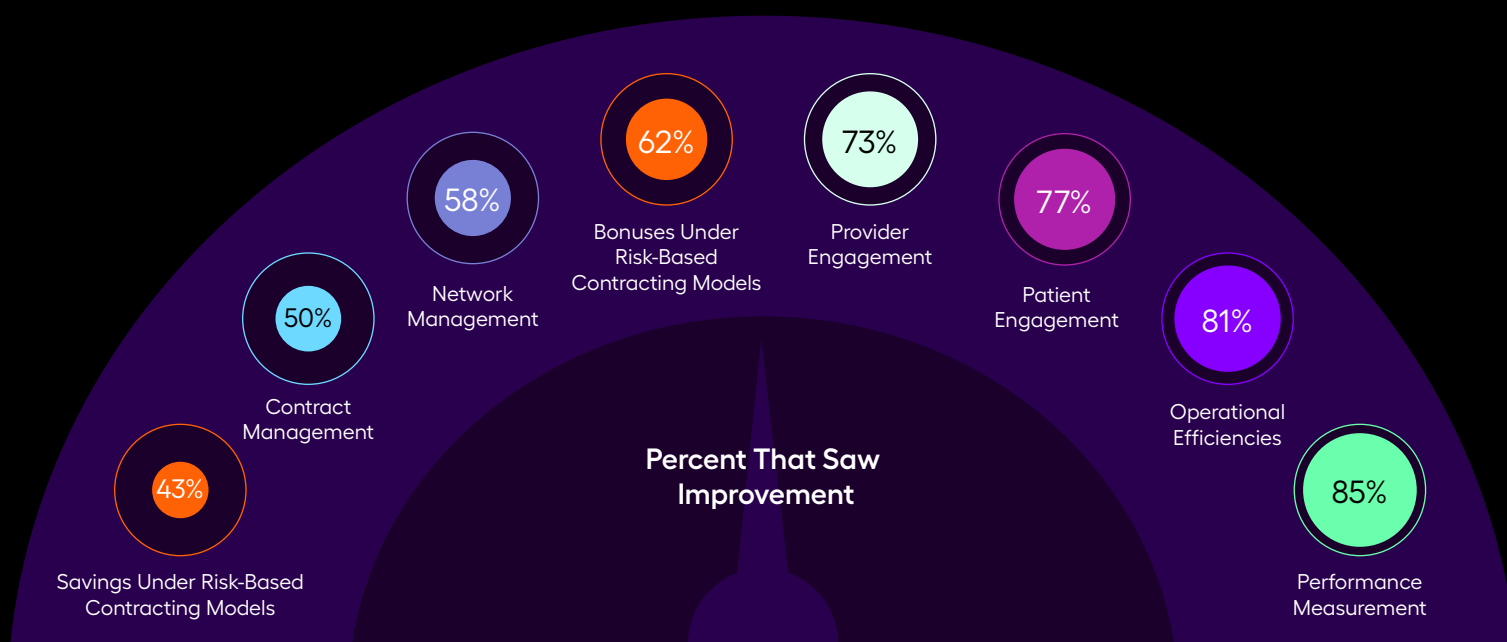 43%
Savings Under Risk-Based
Contracting Models
50%
Contract
Management
58%
Network
Management
62%
Bonuses Under
Risk-Based
Contracting Models
73%
Provider
Engagement
77%
Patient
Engagement
81%
Operational
Efficiencies
85%
Performance
Measurement
Percent That Saw
Improvement